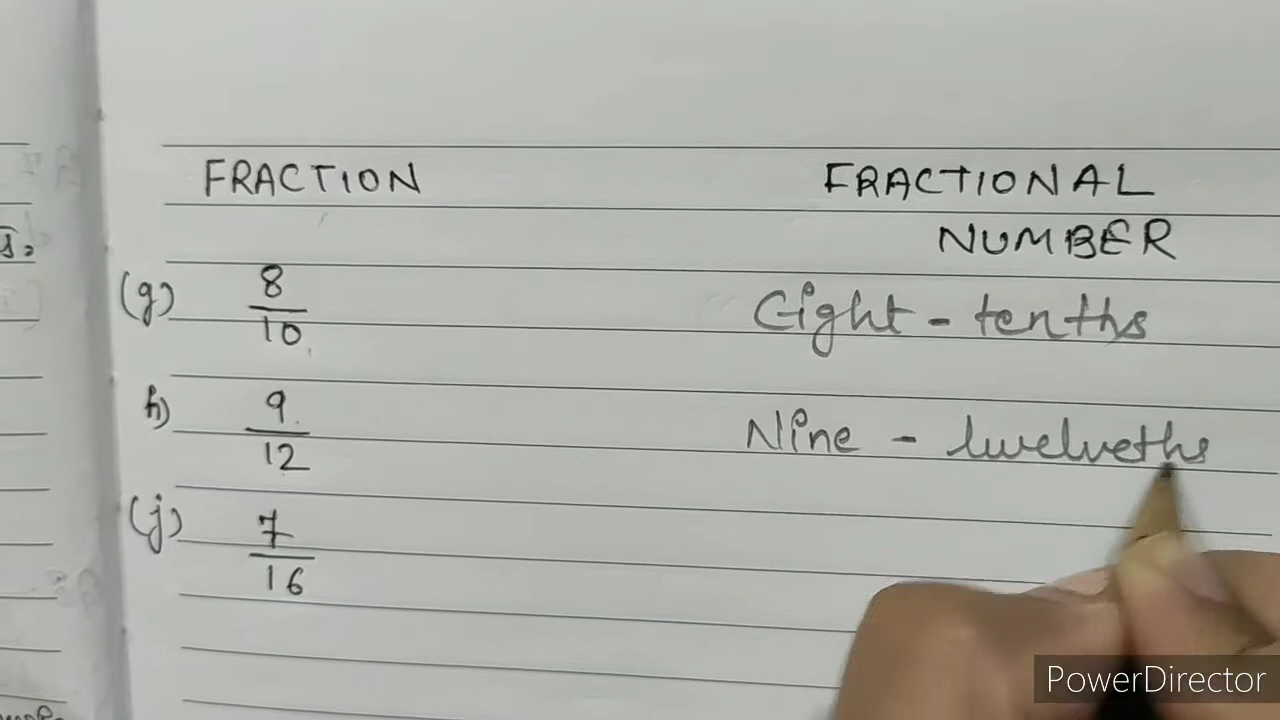 FRACTION
FRACTIONAL
NUMBER
(g) 8/10 Eight - tenths
h) 9/12 Nine - twelveths
(j) 7/16
PowerDirector